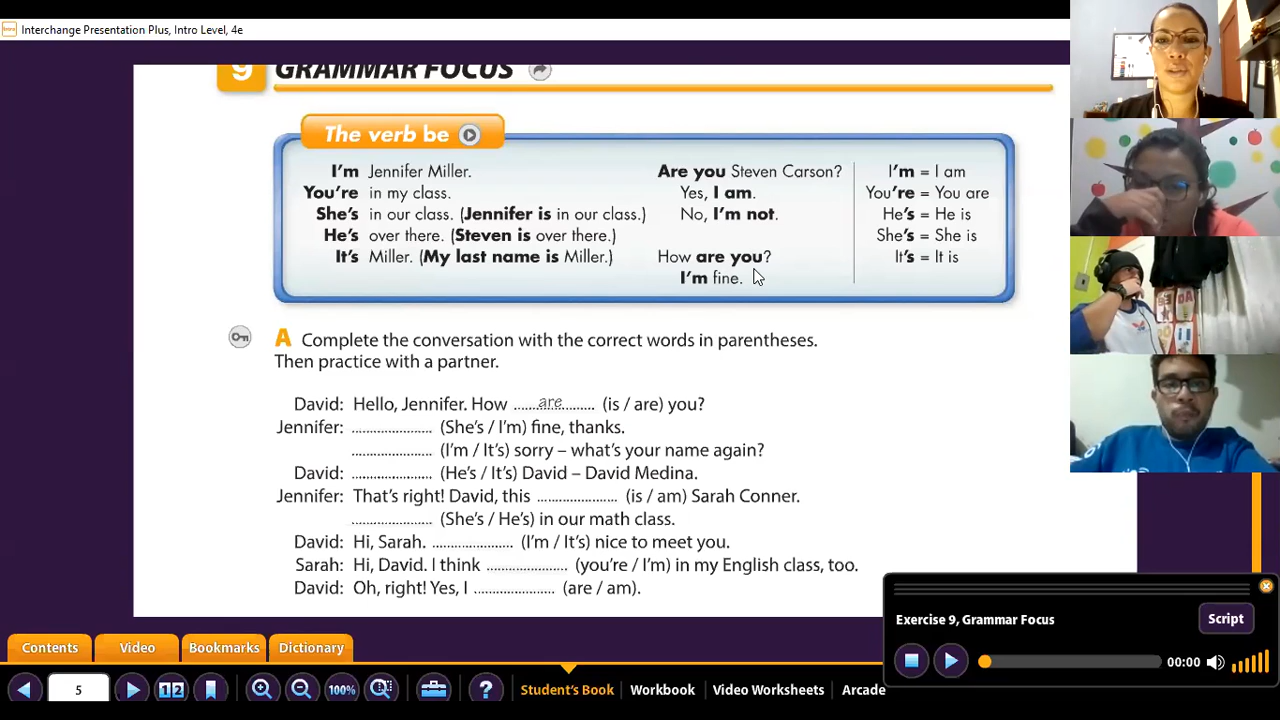 Interchange Presentation Plus, Intro Level, 4e
9 GRAMMAR FOCUS
The verb be
I'm Jennifer Miller.
You're in my class.
She's in our class. (Jennifer is in our class.)
He's over there. (Steven is over there.)
It's Miller. (My last name is Miller.)
Are you Steven Carson?
Yes, I am.
No, I'm not.
How are you?
I'm fine.
I'm = I am
You're = You are
He's = He is
She's = She is
It's = It is
A Complete the conversation with the correct words in parentheses.
Then practice with a partner.
David: Hello, Jennifer. How ....are.... (is / are) you?
Jennifer: .................... (She's / I'm) fine, thanks.
.................... (I'm / It's) sorry – what's your name again?
David: .................... (He's / It's) David – David Medina.
Jennifer: That's right! David, this .................... (is / am) Sarah Conner.
.................... (She's / He's) in our math class.
David: Hi, Sarah. .................... (I'm / It's) nice to meet you.
Sarah: Hi, David. I think .................... (you're / I'm) in my English class, too.
David: Oh, right! Yes, I .................... (are / am).
Exercise 9, Grammar Focus
Script
00:00
Contents Video Bookmarks Dictionary
5 12 100% ? Student's Book Workbook Video Worksheets Arcade